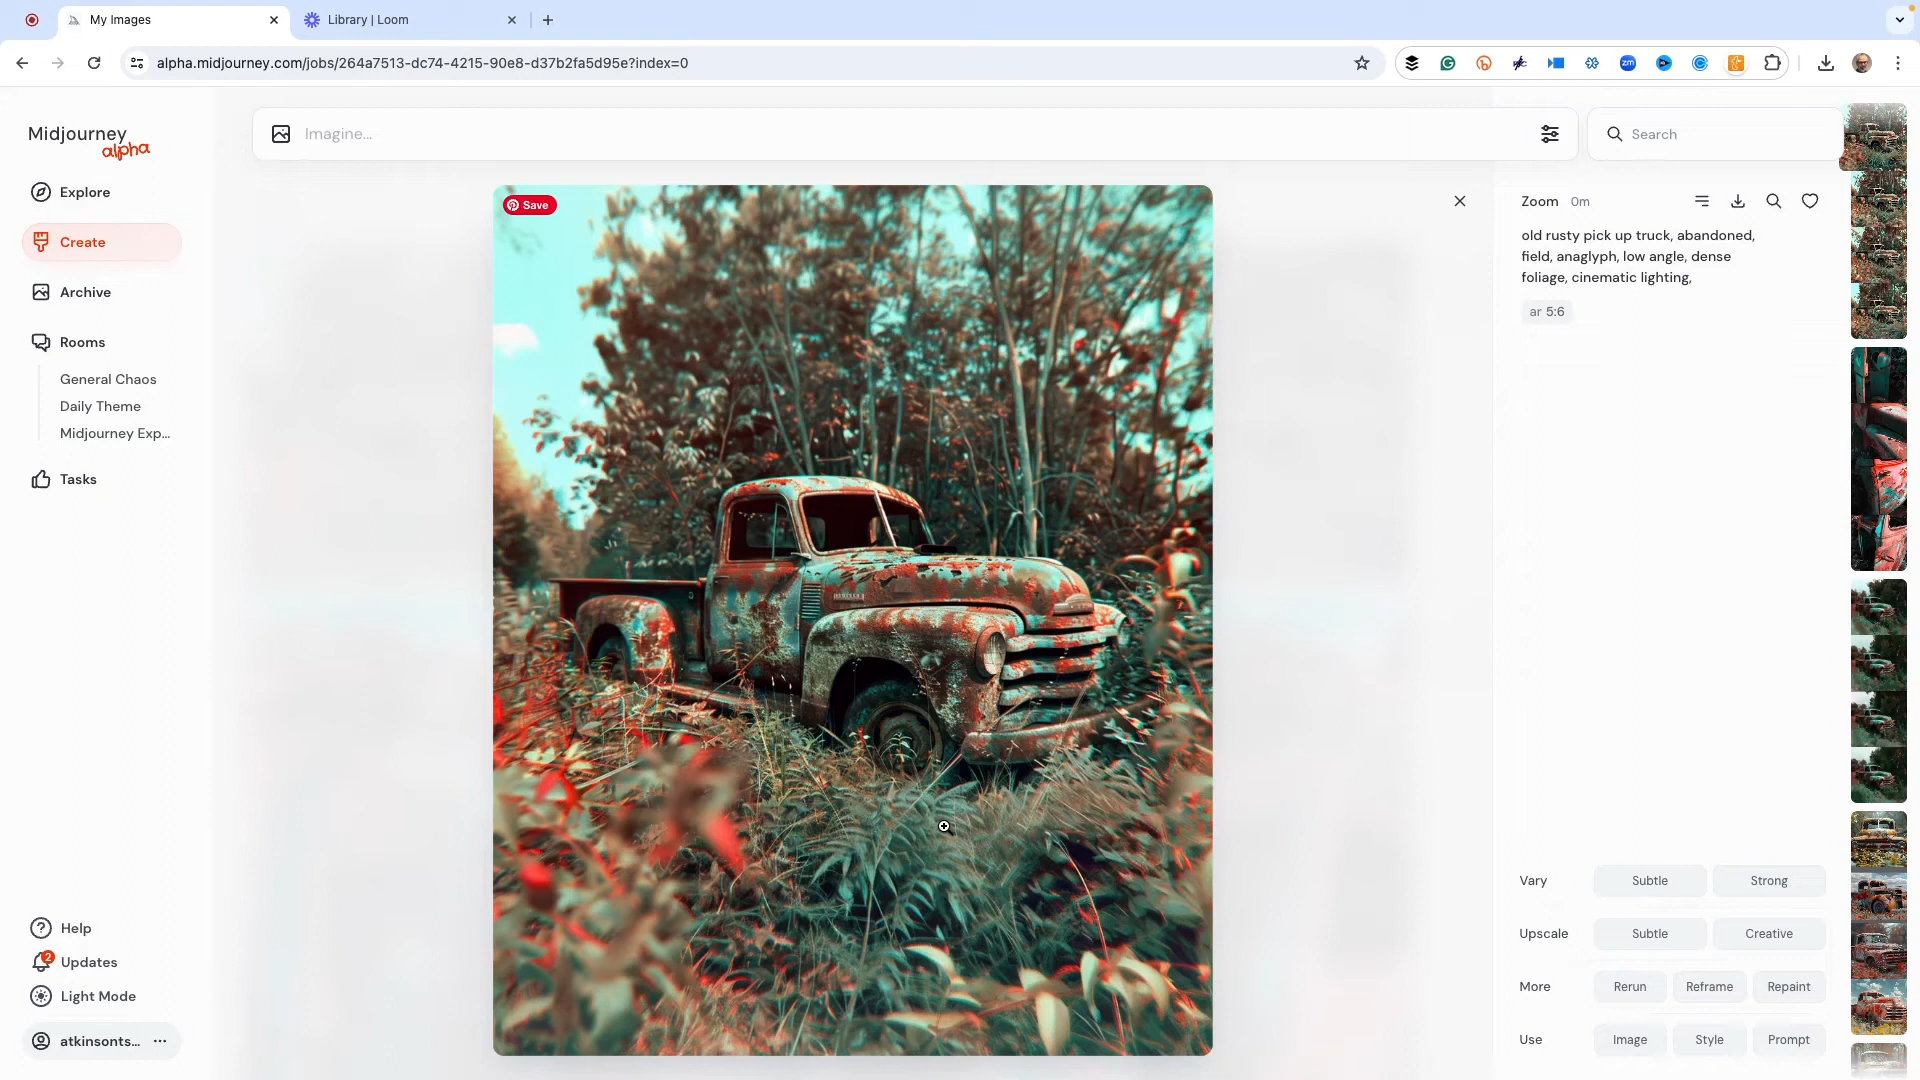 My Images
Library | Loom
alpha.midjourney.com/jobs/264a7513-dc74-4215-90e8-d37b2fa5d95e?index=0
zm
Midjourney
alpha
Imagine...
Search
Explore
Create
Archive
Rooms
General Chaos
Daily Theme
Midjourney Exp...
Tasks
Help
2
Updates
Light Mode
atkinsonts...
Save
Zoom 0m
old rusty pick up truck, abandoned,
field, anaglyph, low angle, dense
foliage, cinematic lighting,
ar 5:6
Vary Subtle Strong
Upscale Subtle Creative
More Rerun Reframe Repaint
Use Image Style Prompt